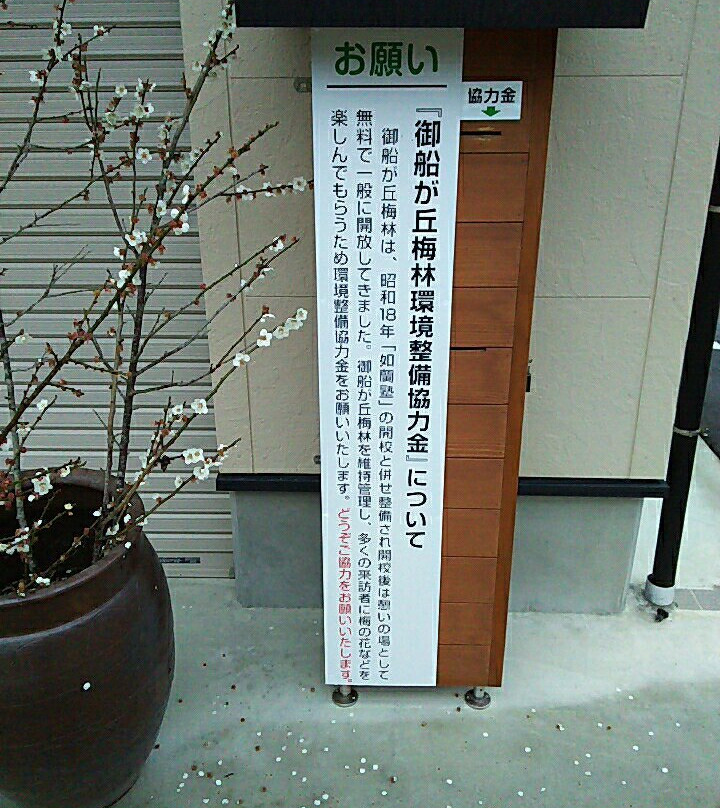 お願い
『御船が丘梅林環境整備協力金』について
御船が丘梅林は、昭和18年「如蘭塾」の開校と併せ整備され開校後は憩いの場として
無料で一般に開放してきました。御船が丘梅林を維持管理し、多くの来訪者に梅の花などを
楽しんでもらうため環境整備協力金をお願いいたします。どうぞご協力をお願いいたします。
協力金